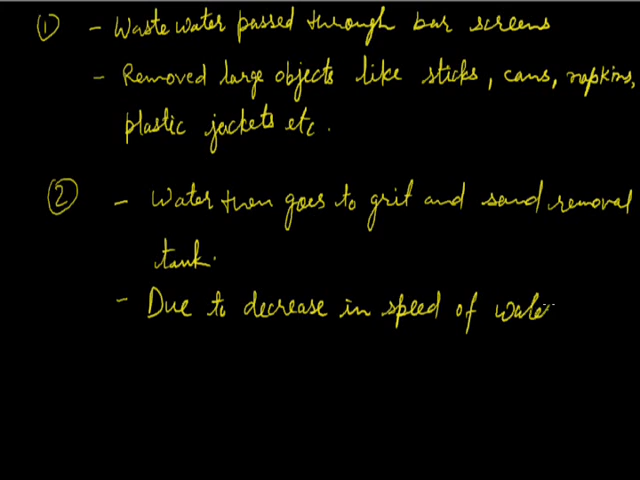 ① - Waste water passed through bar screens
- Removed large objects like sticks, cans, napkins,
plastic jackets etc.
② - Water then goes to grit and sand removal
tank.
- Due to decrease in speed of wate